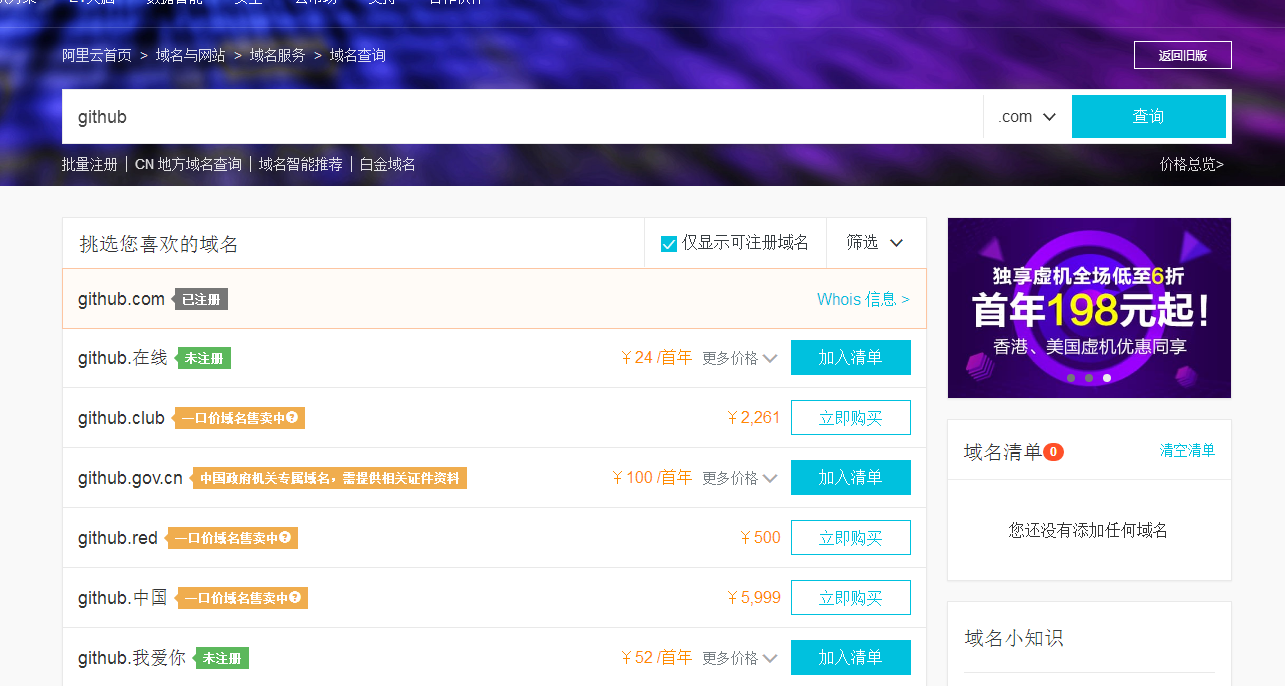 阿里云首页 > 域名与网站 > 域名服务 > 域名查询
返回旧版
github
.com
查询
批量注册 | CN 地方域名查询 | 域名智能推荐 | 白金域名
价格总览>
挑选您喜欢的域名
仅显示可注册域名
筛选
github.com 已注册
Whois 信息 >
github.在线 未注册
￥24 /首年 更多价格
加入清单
github.club 一口价域名售卖中?
￥2,261
立即购买
github.gov.cn 中国政府机关专属域名，需提供相关证件资料
￥100 /首年 更多价格
加入清单
github.red 一口价域名售卖中?
￥500
立即购买
github.中国 一口价域名售卖中?
￥5,999
立即购买
github.我爱你 未注册
￥52 /首年 更多价格
加入清单
独享虚机全场低至6折
首年198元起!
香港、美国虚机优惠同享
域名清单 0
清空清单
您还没有添加任何域名
域名小知识